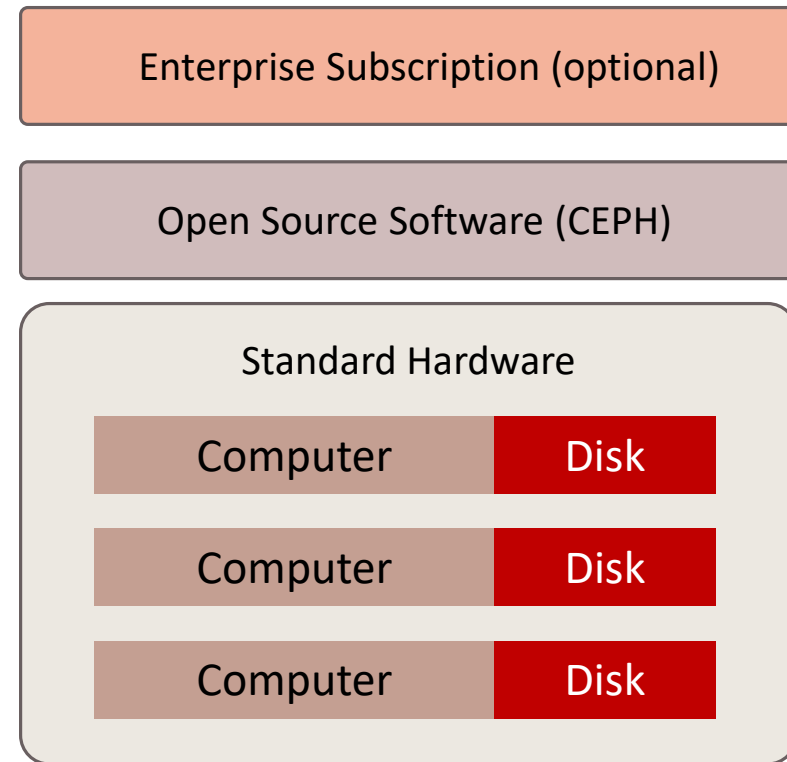 Enterprise Subscription (optional)
Open Source Software (CEPH)
Standard Hardware
Computer Disk
Computer Disk
Computer Disk